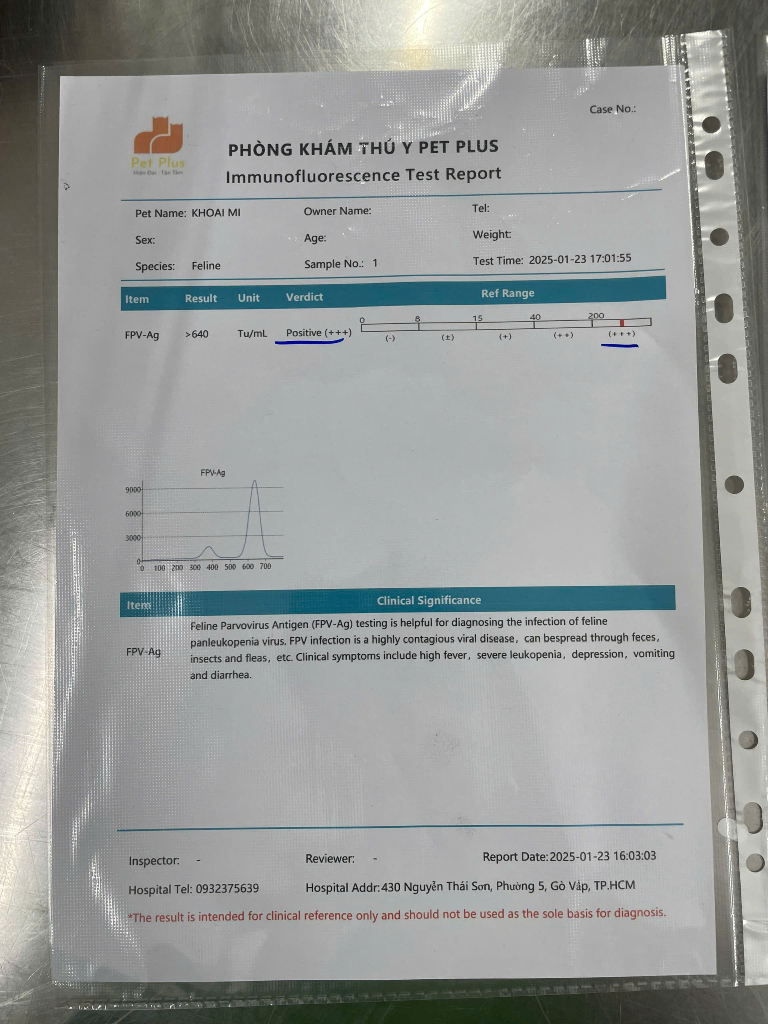 Case No.:
Pet Plus
PHÒNG KHÁM THÚ Y PET PLUS
Immunofluorescence Test Report
Pet Name: KHOAI MI Owner Name: Tel:
Sex: Age: Weight:
Species: Feline Sample No.: 1 Test Time: 2025-01-23 17:01:55
Item Result Unit Verdict Ref Range
0 8 15 40 200
FPV-Ag >640 Tu/mL Positive (+++)
(-) (±) (+) (++) (+++)
FPV-Ag
9000
6000
3000
0
0 100 200 300 400 500 600 700
Item Clinical Significance
Feline Parvovirus Antigen (FPV-Ag) testing is helpful for diagnosing the infection of feline
panleukopenia virus. FPV infection is a highly contagious viral disease, can bespread through feces,
FPV-Ag
insects and fleas, etc. Clinical symptoms include high fever, severe leukopenia, depression, vomiting
and diarrhea.
Inspector: - Reviewer: - Report Date:2025-01-23 16:03:03
Hospital Tel: 0932375639 Hospital Addr:430 Nguyễn Thái Sơn, Phường 5, Gò Vấp, TP.HCM
*The result is intended for clinical reference only and should not be used as the sole basis for diagnosis.